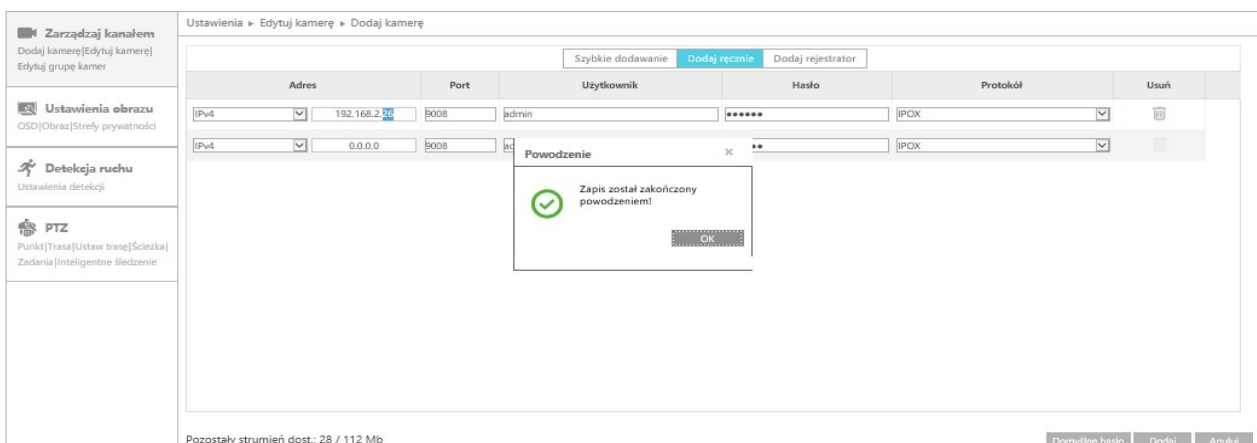 Ustawienia ▸ Edytuj kamerę ▸ Dodaj kamerę
Zarządzaj kanałem
Dodaj kamerę|Edytuj kamerę|
Edytuj grupę kamer
Ustawienia obrazu
OSD|Obraz|Strefy prywatności
Detekcja ruchu
Ustawienia detekcji
PTZ
Punkt|Trasa|Ustaw trasę|Ścieżka|
Zadania|Inteligentne śledzenie
Szybkie dodawanie Dodaj ręcznie Dodaj rejestrator
Adres Port Użytkownik Hasło Protokół Usuń
IPv4 192.168.2.26 9008 admin ●●●●●● IPOX
IPv4 0.0.0.0 9008 ad ●● IPOX
Powodzenie ×
Zapis został zakończony
powodzeniem!
OK
Pozostały strumień dost.: 28 / 112 Mb
Domyślne hasło Dodaj Anuluj